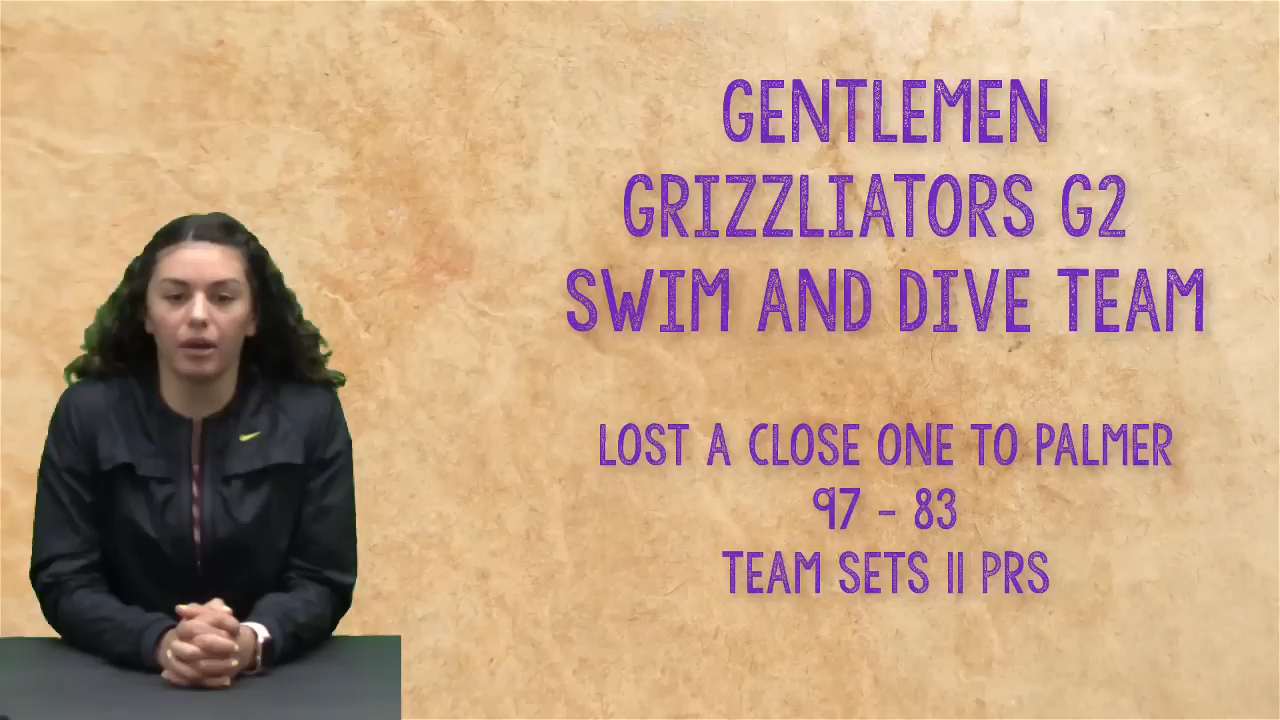 GENTLEMEN
GRIZZLIATORS G2
SWIM AND DIVE TEAM
LOST A CLOSE ONE TO PALMER
97 - 83
TEAM SETS 11 PRS